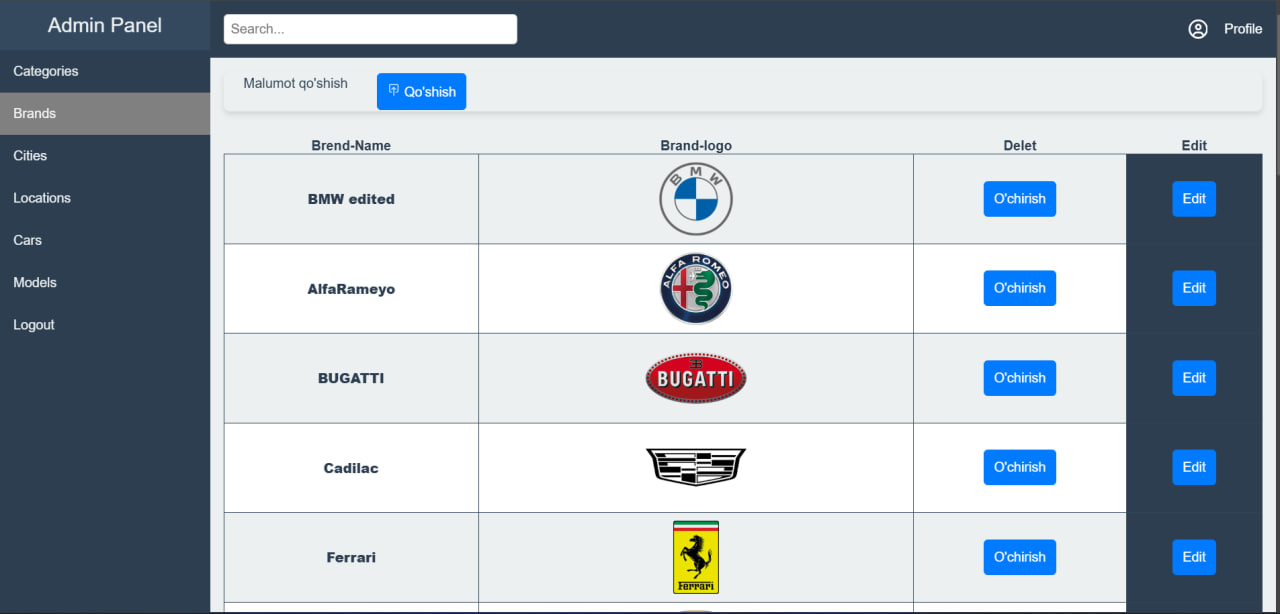 Admin Panel
Search...
Profile
Categories
Brands
Cities
Locations
Cars
Models
Logout
Malumot qo'shish
Qo'shish
Brend-Name Brand-logo Delet Edit
BMW edited BMW O'chirish Edit
AlfaRameyo ALFA ROMEO O'chirish Edit
BUGATTI BUGATTI O'chirish Edit
Cadilac O'chirish Edit
Ferrari Ferrari O'chirish Edit